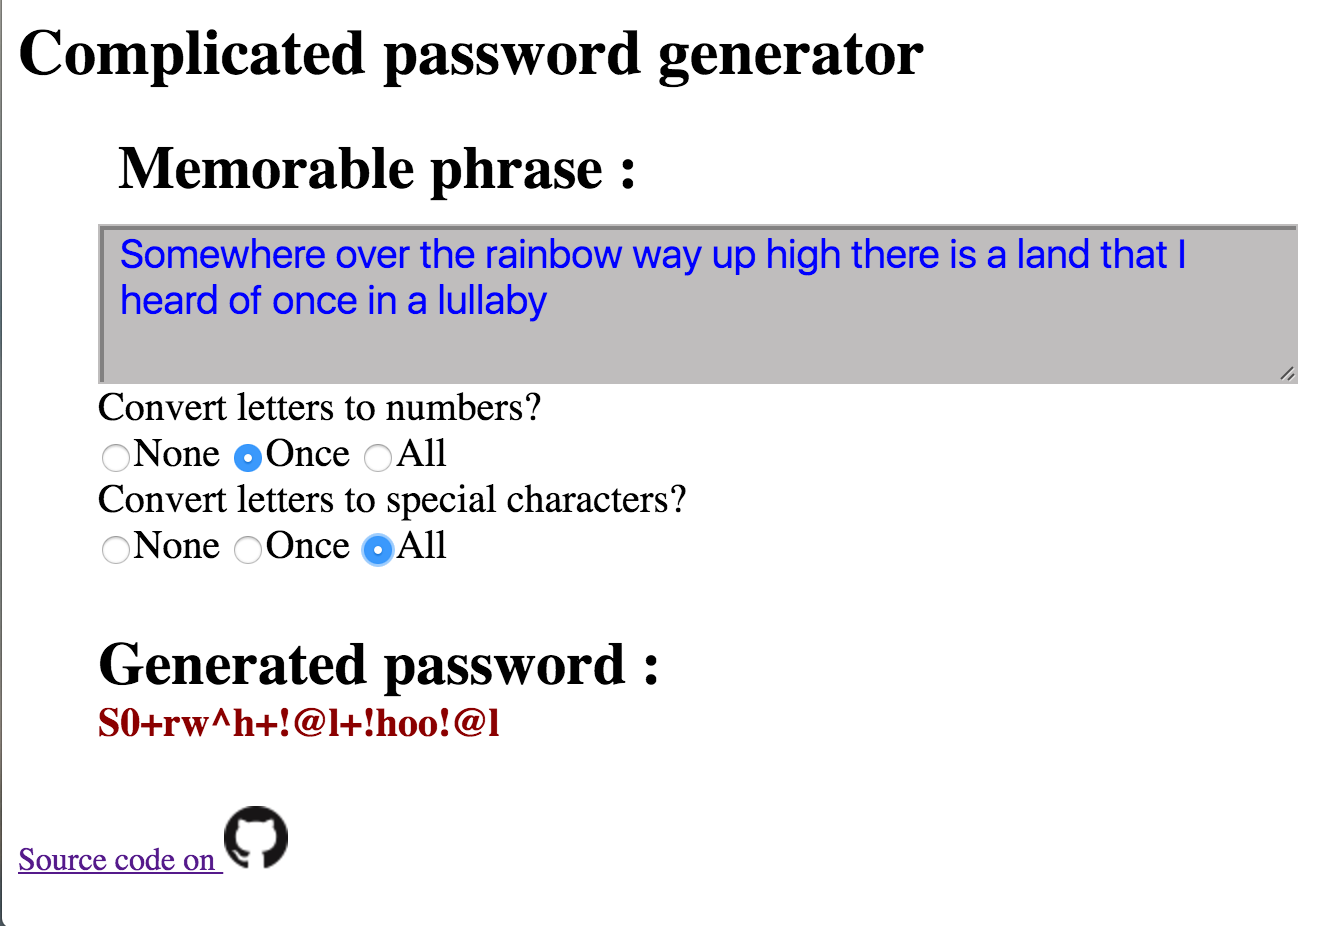 Complicated password generator
Memorable phrase :
Somewhere over the rainbow way up high there is a land that I
heard of once in a lullaby
Convert letters to numbers?
None Once All
Convert letters to special characters?
None Once All
Generated password :
S0+rw^h+!@l+!hoo!@l
Source code on